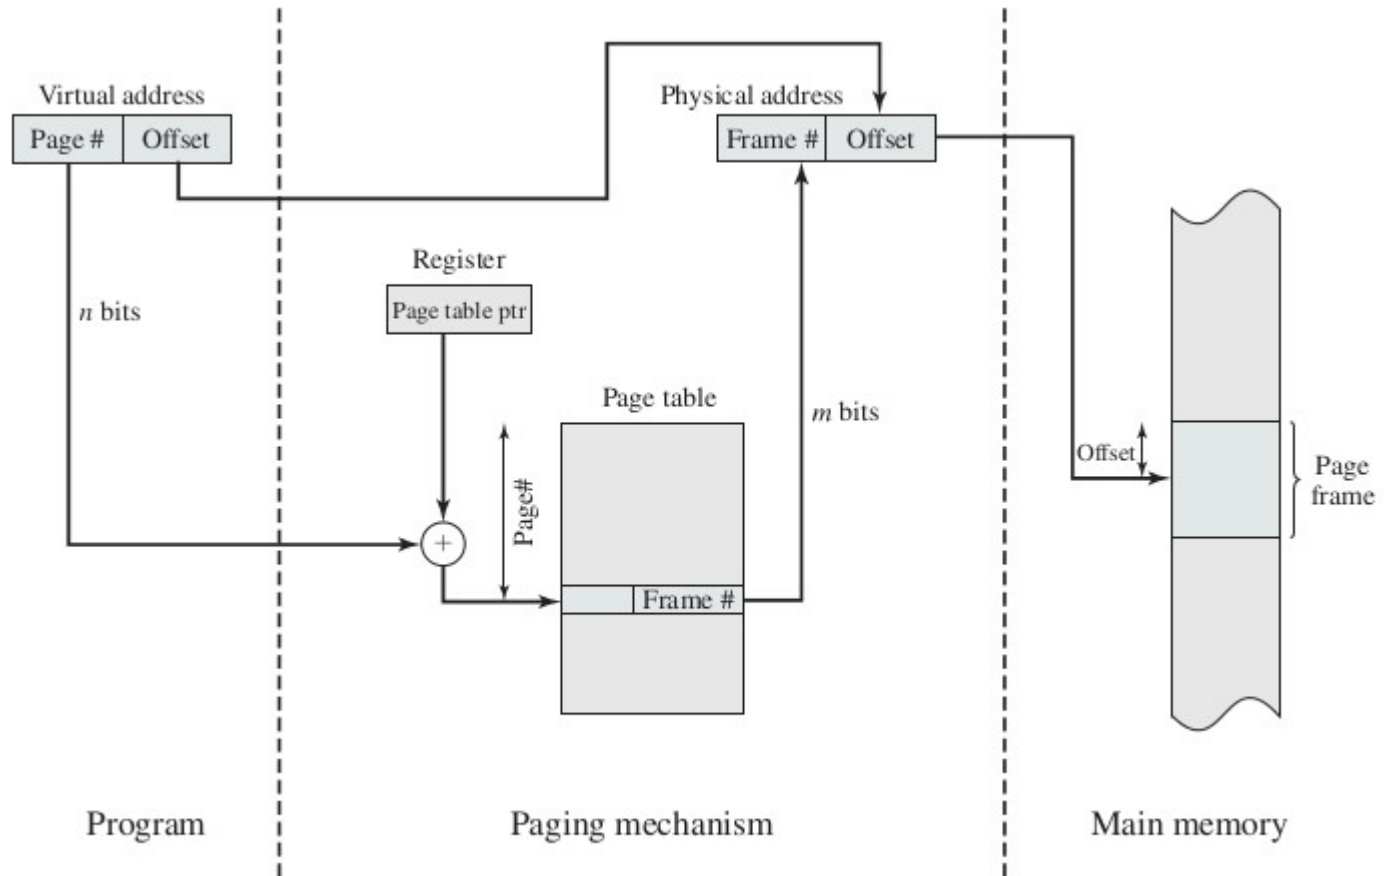 Virtual address
Page #
Offset
Physical address
Frame #
Offset
Register
Page table ptr
n bits
Page table
Page#
Frame #
m bits
Offset
Page
frame
Program
Paging mechanism
Main memory
+